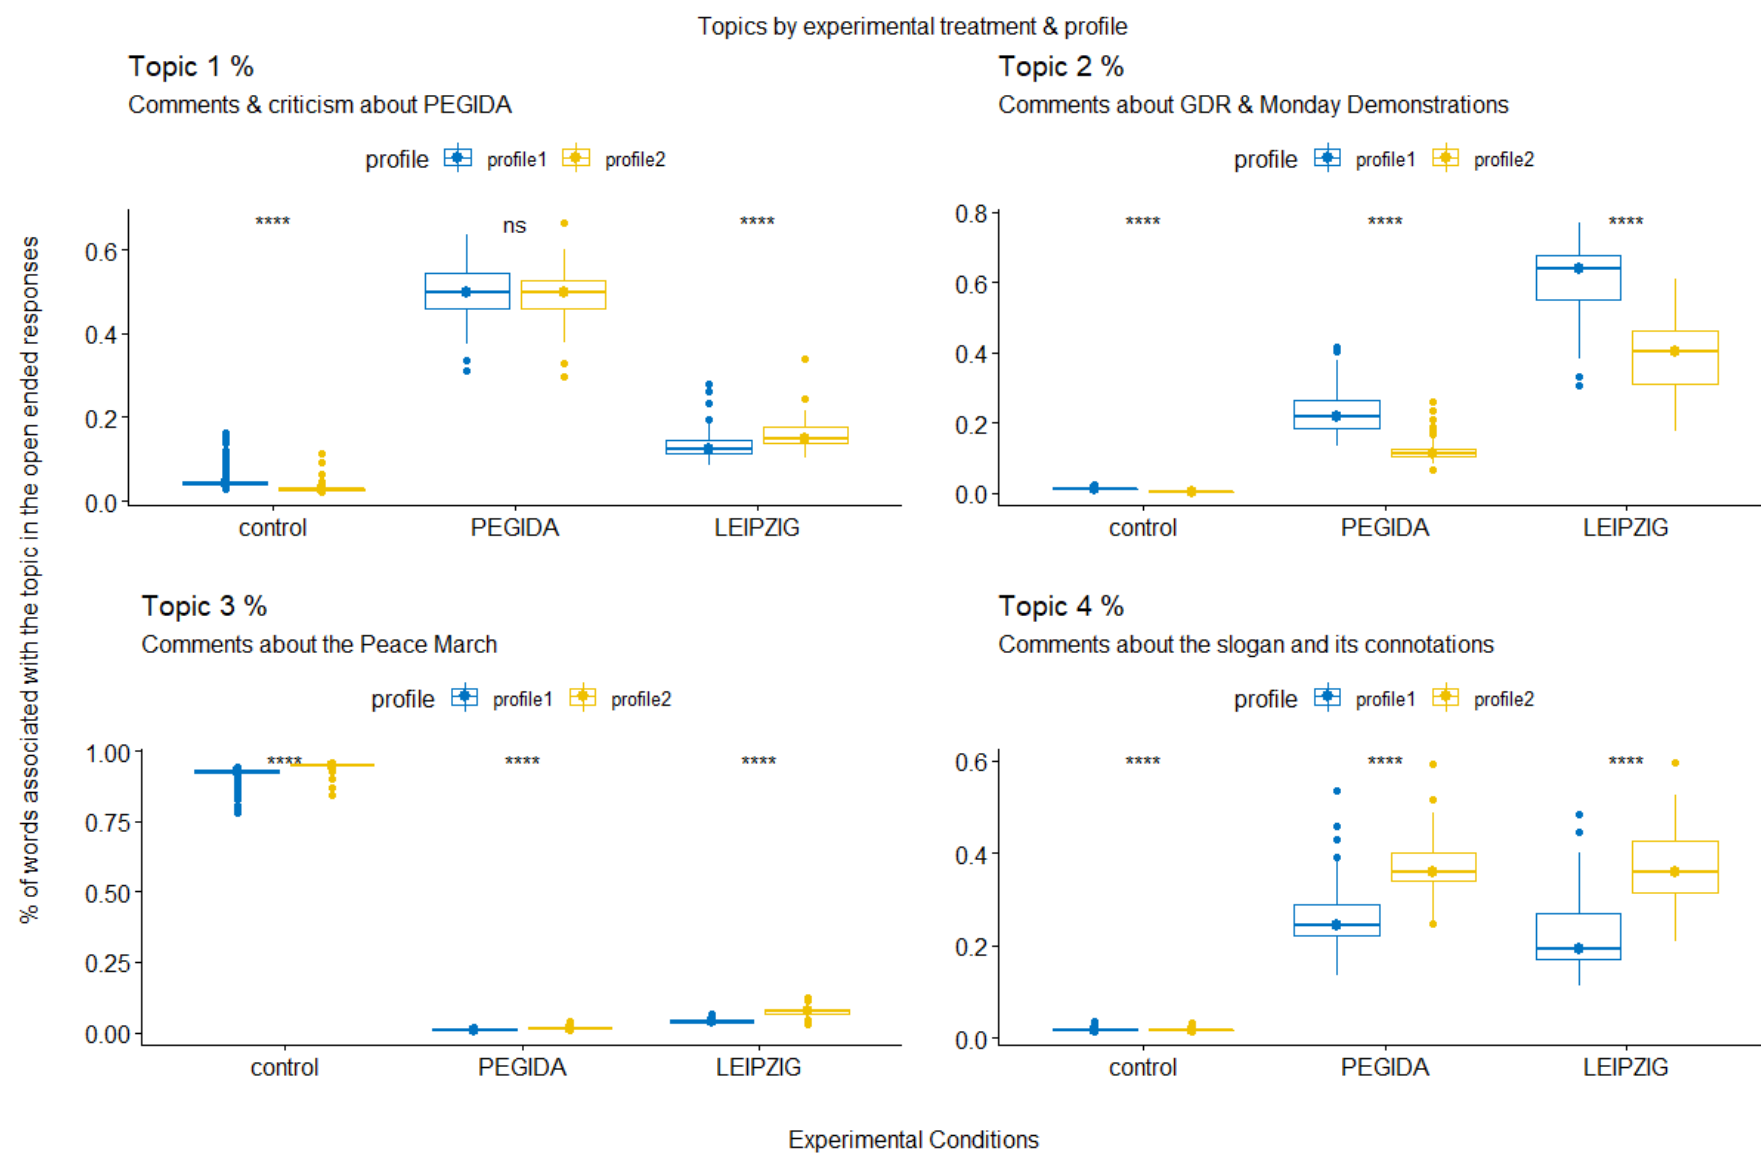 Topics by experimental treatment & profile
Topic 1 %
Comments & criticism about PEGIDA
profile profile1 profile2
**** ns ****
0.6
0.4
0.2
0.0
control PEGIDA LEIPZIG
Topic 2 %
Comments about GDR & Monday Demonstrations
profile profile1 profile2
**** **** ****
0.8
0.6
0.4
0.2
0.0
control PEGIDA LEIPZIG
% of words associated with the topic in the open ended responses
Topic 3 %
Comments about the Peace March
profile profile1 profile2
**** **** ****
1.00
0.75
0.50
0.25
0.00
control PEGIDA LEIPZIG
Topic 4 %
Comments about the slogan and its connotations
profile profile1 profile2
**** **** ****
0.6
0.4
0.2
0.0
control PEGIDA LEIPZIG
Experimental Conditions